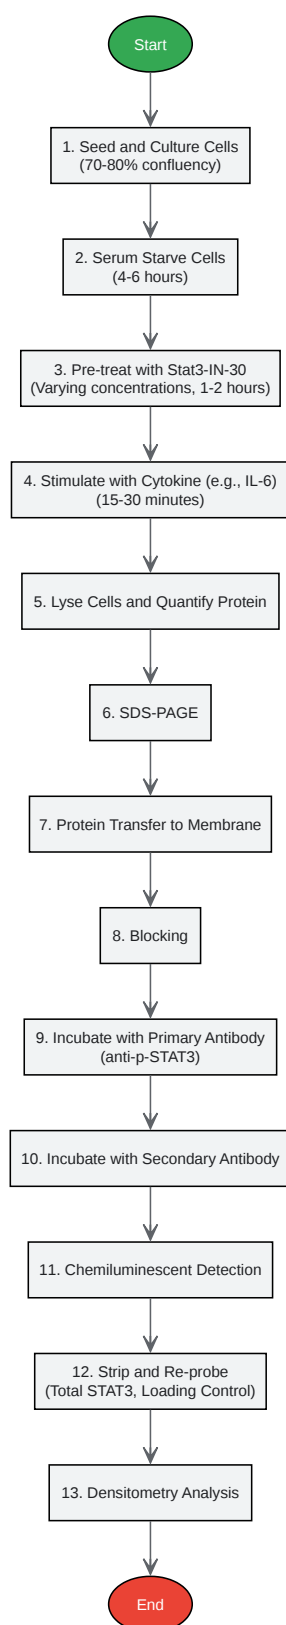 Start
1. Seed and Culture Cells
(70-80% confluency)
2. Serum Starve Cells
(4-6 hours)
3. Pre-treat with Stat3-IN-30
(Varying concentrations, 1-2 hours)
4. Stimulate with Cytokine (e.g., IL-6)
(15-30 minutes)
5. Lyse Cells and Quantify Protein
6. SDS-PAGE
7. Protein Transfer to Membrane
8. Blocking
9. Incubate with Primary Antibody
(anti-p-STAT3)
10. Incubate with Secondary Antibody
11. Chemiluminescent Detection
12. Strip and Re-probe
(Total STAT3, Loading Control)
13. Densitometry Analysis
End